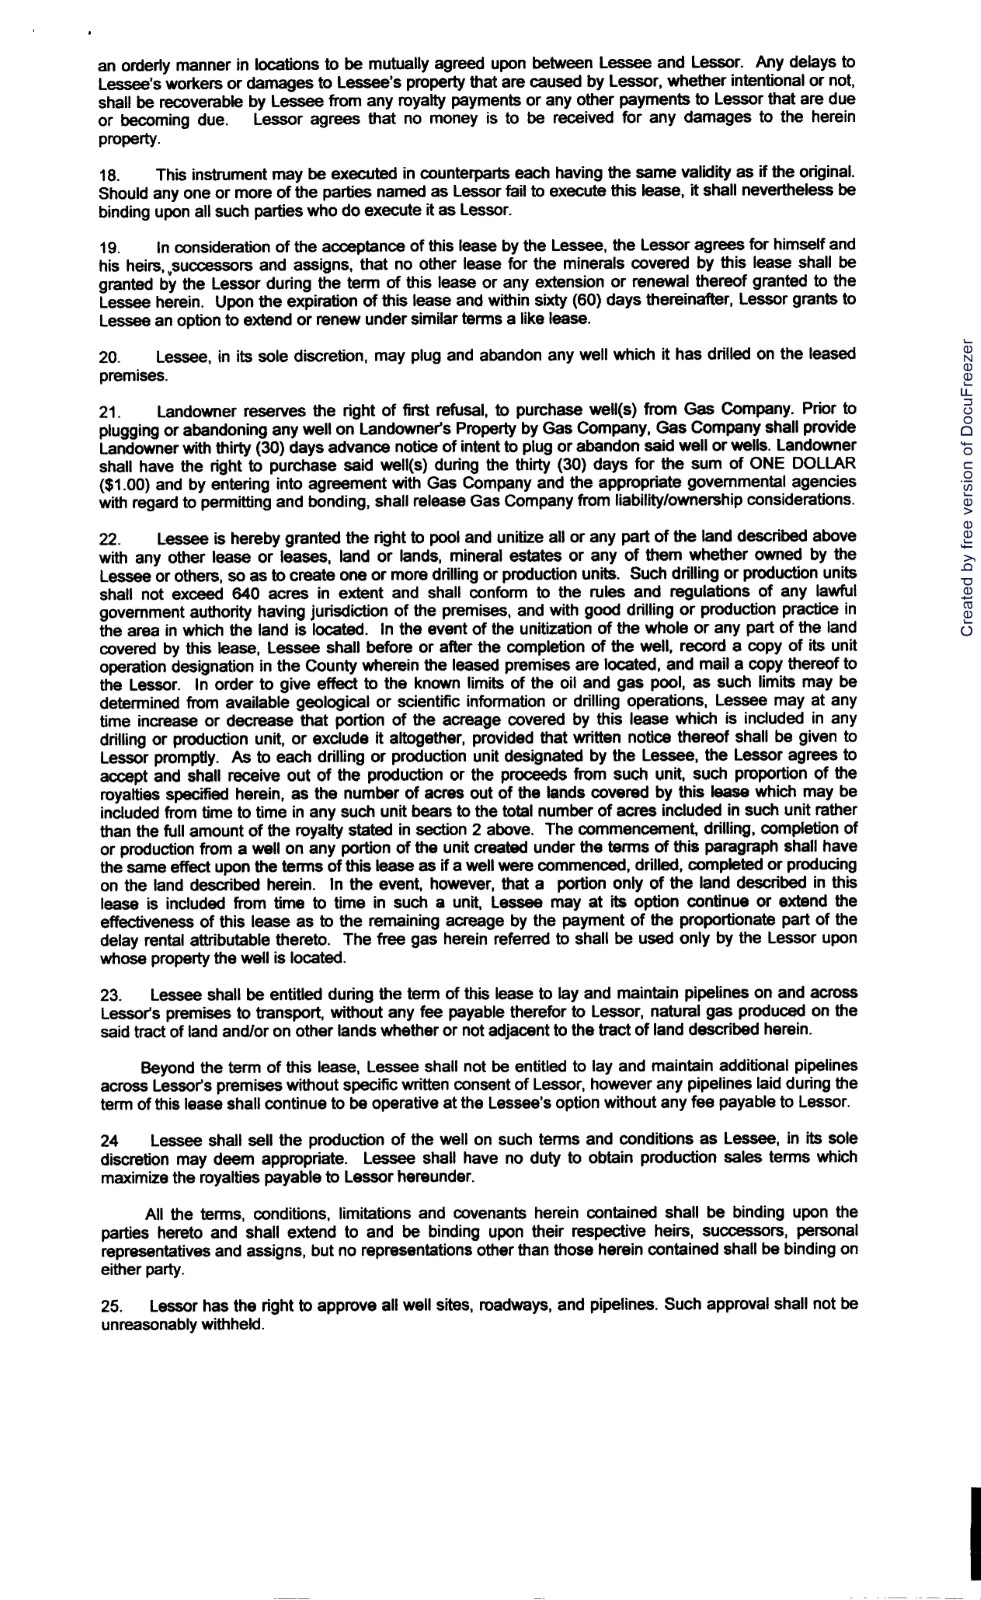 an orderly manner in locations to be mutually agreed upon between Lessee and Lessor. Any delays to
Lessee's workers or damages to Lessee's property that are caused by Lessor, whether intentional or not,
shall be recoverable by Lessee from any royalty payments or any other payments to Lessor that are due
or becoming due. Lessor agrees that no money is to be received for any damages to the herein
property.
18. This instrument may be executed in counterparts each having the same validity as if the original.
Should any one or more of the parties named as Lessor fail to execute this lease, it shall nevertheless be
binding upon all such parties who do execute it as Lessor.
19. In consideration of the acceptance of this lease by the Lessee, the Lessor agrees for himself and
his heirs, successors and assigns, that no other lease for the minerals covered by this lease shall be
granted by the Lessor during the term of this lease or any extension or renewal thereof granted to the
Lessee herein. Upon the expiration of this lease and within sixty (60) days thereinafter, Lessor grants to
Lessee an option to extend or renew under similar terms a like lease.
20. Lessee, in its sole discretion, may plug and abandon any well which it has drilled on the leased
premises.
21. Landowner reserves the right of first refusal, to purchase well(s) from Gas Company. Prior to
plugging or abandoning any well on Landowner's Property by Gas Company, Gas Company shall provide
Landowner with thirty (30) days advance notice of intent to plug or abandon said well or wells. Landowner
shall have the right to purchase said well(s) during the thirty (30) days for the sum of ONE DOLLAR
($1.00) and by entering into agreement with Gas Company and the appropriate governmental agencies
with regard to permitting and bonding, shall release Gas Company from liability/ownership considerations.
22. Lessee is hereby granted the right to pool and unitize all or any part of the land described above
with any other lease or leases, land or lands, mineral estates or any of them whether owned by the
Lessee or others, so as to create one or more drilling or production units. Such drilling or production units
shall not exceed 640 acres in extent and shall conform to the rules and regulations of any lawful
government authority having jurisdiction of the premises, and with good drilling or production practice in
the area in which the land is located. In the event of the unitization of the whole or any part of the land
covered by this lease, Lessee shall before or after the completion of the well, record a copy of its unit
operation designation in the County wherein the leased premises are located, and mail a copy thereof to
the Lessor. In order to give effect to the known limits of the oil and gas pool, as such limits may be
determined from available geological or scientific information or drilling operations, Lessee may at any
time increase or decrease that portion of the acreage covered by this lease which is included in any
drilling or production unit, or exclude it altogether, provided that written notice thereof shall be given to
Lessor promptly. As to each drilling or production unit designated by the Lessee, the Lessor agrees to
accept and shall receive out of the production or the proceeds from such unit, such proportion of the
royalties specified herein, as the number of acres out of the lands covered by this lease which may be
included from time to time in any such unit bears to the total number of acres included in such unit rather
than the full amount of the royalty stated in section 2 above. The commencement, drilling, completion of
or production from a well on any portion of the unit created under the terms of this paragraph shall have
the same effect upon the terms of this lease as if a well were commenced, drilled, completed or producing
on the land described herein. In the event, however, that a portion only of the land described in this
lease is included from time to time in such a unit, Lessee may at its option continue or extend the
effectiveness of this lease as to the remaining acreage by the payment of the proportionate part of the
delay rental attributable thereto. The free gas herein referred to shall be used only by the Lessor upon
whose property the well is located.
23. Lessee shall be entitled during the term of this lease to lay and maintain pipelines on and across
Lessor's premises to transport, without any fee payable therefor to Lessor, natural gas produced on the
said tract of land and/or on other lands whether or not adjacent to the tract of land described herein.
Beyond the term of this lease, Lessee shall not be entitled to lay and maintain additional pipelines
across Lessor's premises without specific written consent of Lessor, however any pipelines laid during the
term of this lease shall continue to be operative at the Lessee's option without any fee payable to Lessor.
24 Lessee shall sell the production of the well on such terms and conditions as Lessee, in its sole
discretion may deem appropriate. Lessee shall have no duty to obtain production sales terms which
maximize the royalties payable to Lessor hereunder.
All the terms, conditions, limitations and covenants herein contained shall be binding upon the
parties hereto and shall extend to and be binding upon their respective heirs, successors, personal
representatives and assigns, but no representations other than those herein contained shall be binding on
either party.
25. Lessor has the right to approve all well sites, roadways, and pipelines. Such approval shall not be
unreasonably withheld.
Created by free version of DocuFreezer